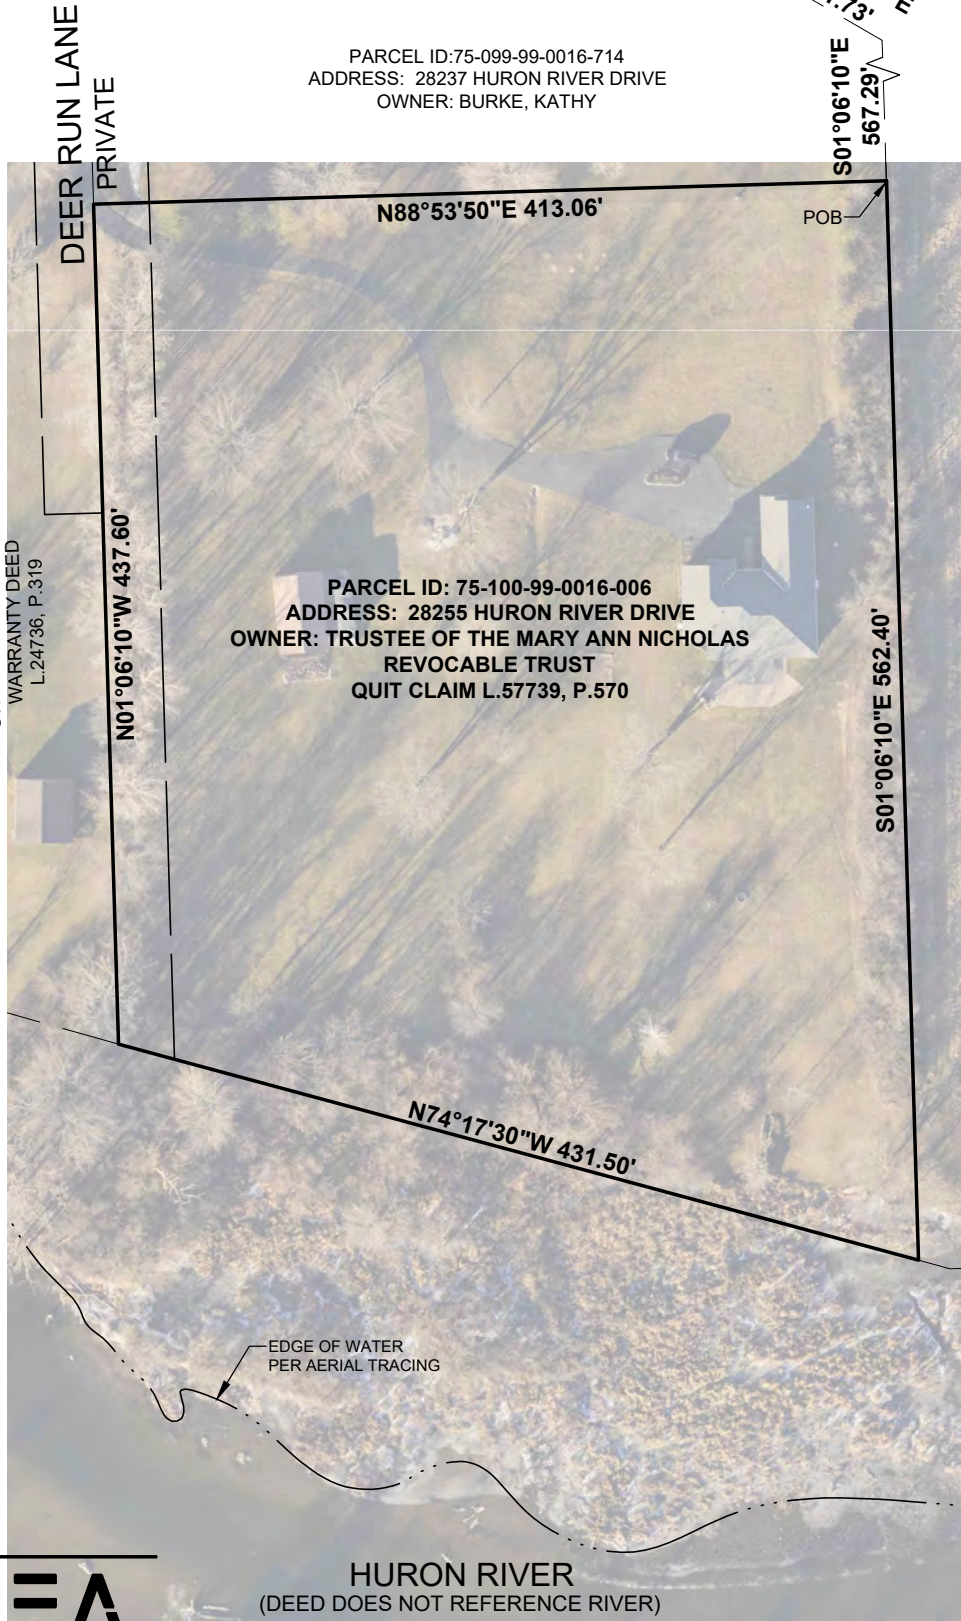 DEER RUN LANE
PRIVATE
PARCEL ID:75-099-99-0016-714
ADDRESS: 28237 HURON RIVER DRIVE
OWNER: BURKE, KATHY
E
S01°06'10"E
567.29'
N88°53'50"E 413.06'
POB
WARRANTY DEED
L.24736, P.319
N01°06'10"W 437.60'
PARCEL ID: 75-100-99-0016-006
ADDRESS: 28255 HURON RIVER DRIVE
OWNER: TRUSTEE OF THE MARY ANN NICHOLAS
REVOCABLE TRUST
QUIT CLAIM L.57739, P.570
S01°06'10"E 562.40'
N74°17'30"W 431.50'
EDGE OF WATER
PER AERIAL TRACING
HURON RIVER
(DEED DOES NOT REFERENCE RIVER)